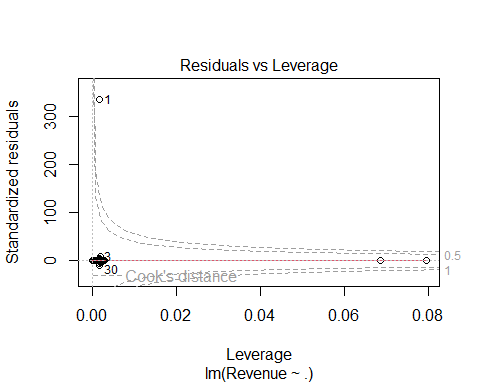 Residuals vs Leverage
Standardized residuals
300
200
100
0
1
3
30
Cook's distance
0.5
1
0.00 0.02 0.04 0.06 0.08
Leverage
lm(Revenue ~ .)